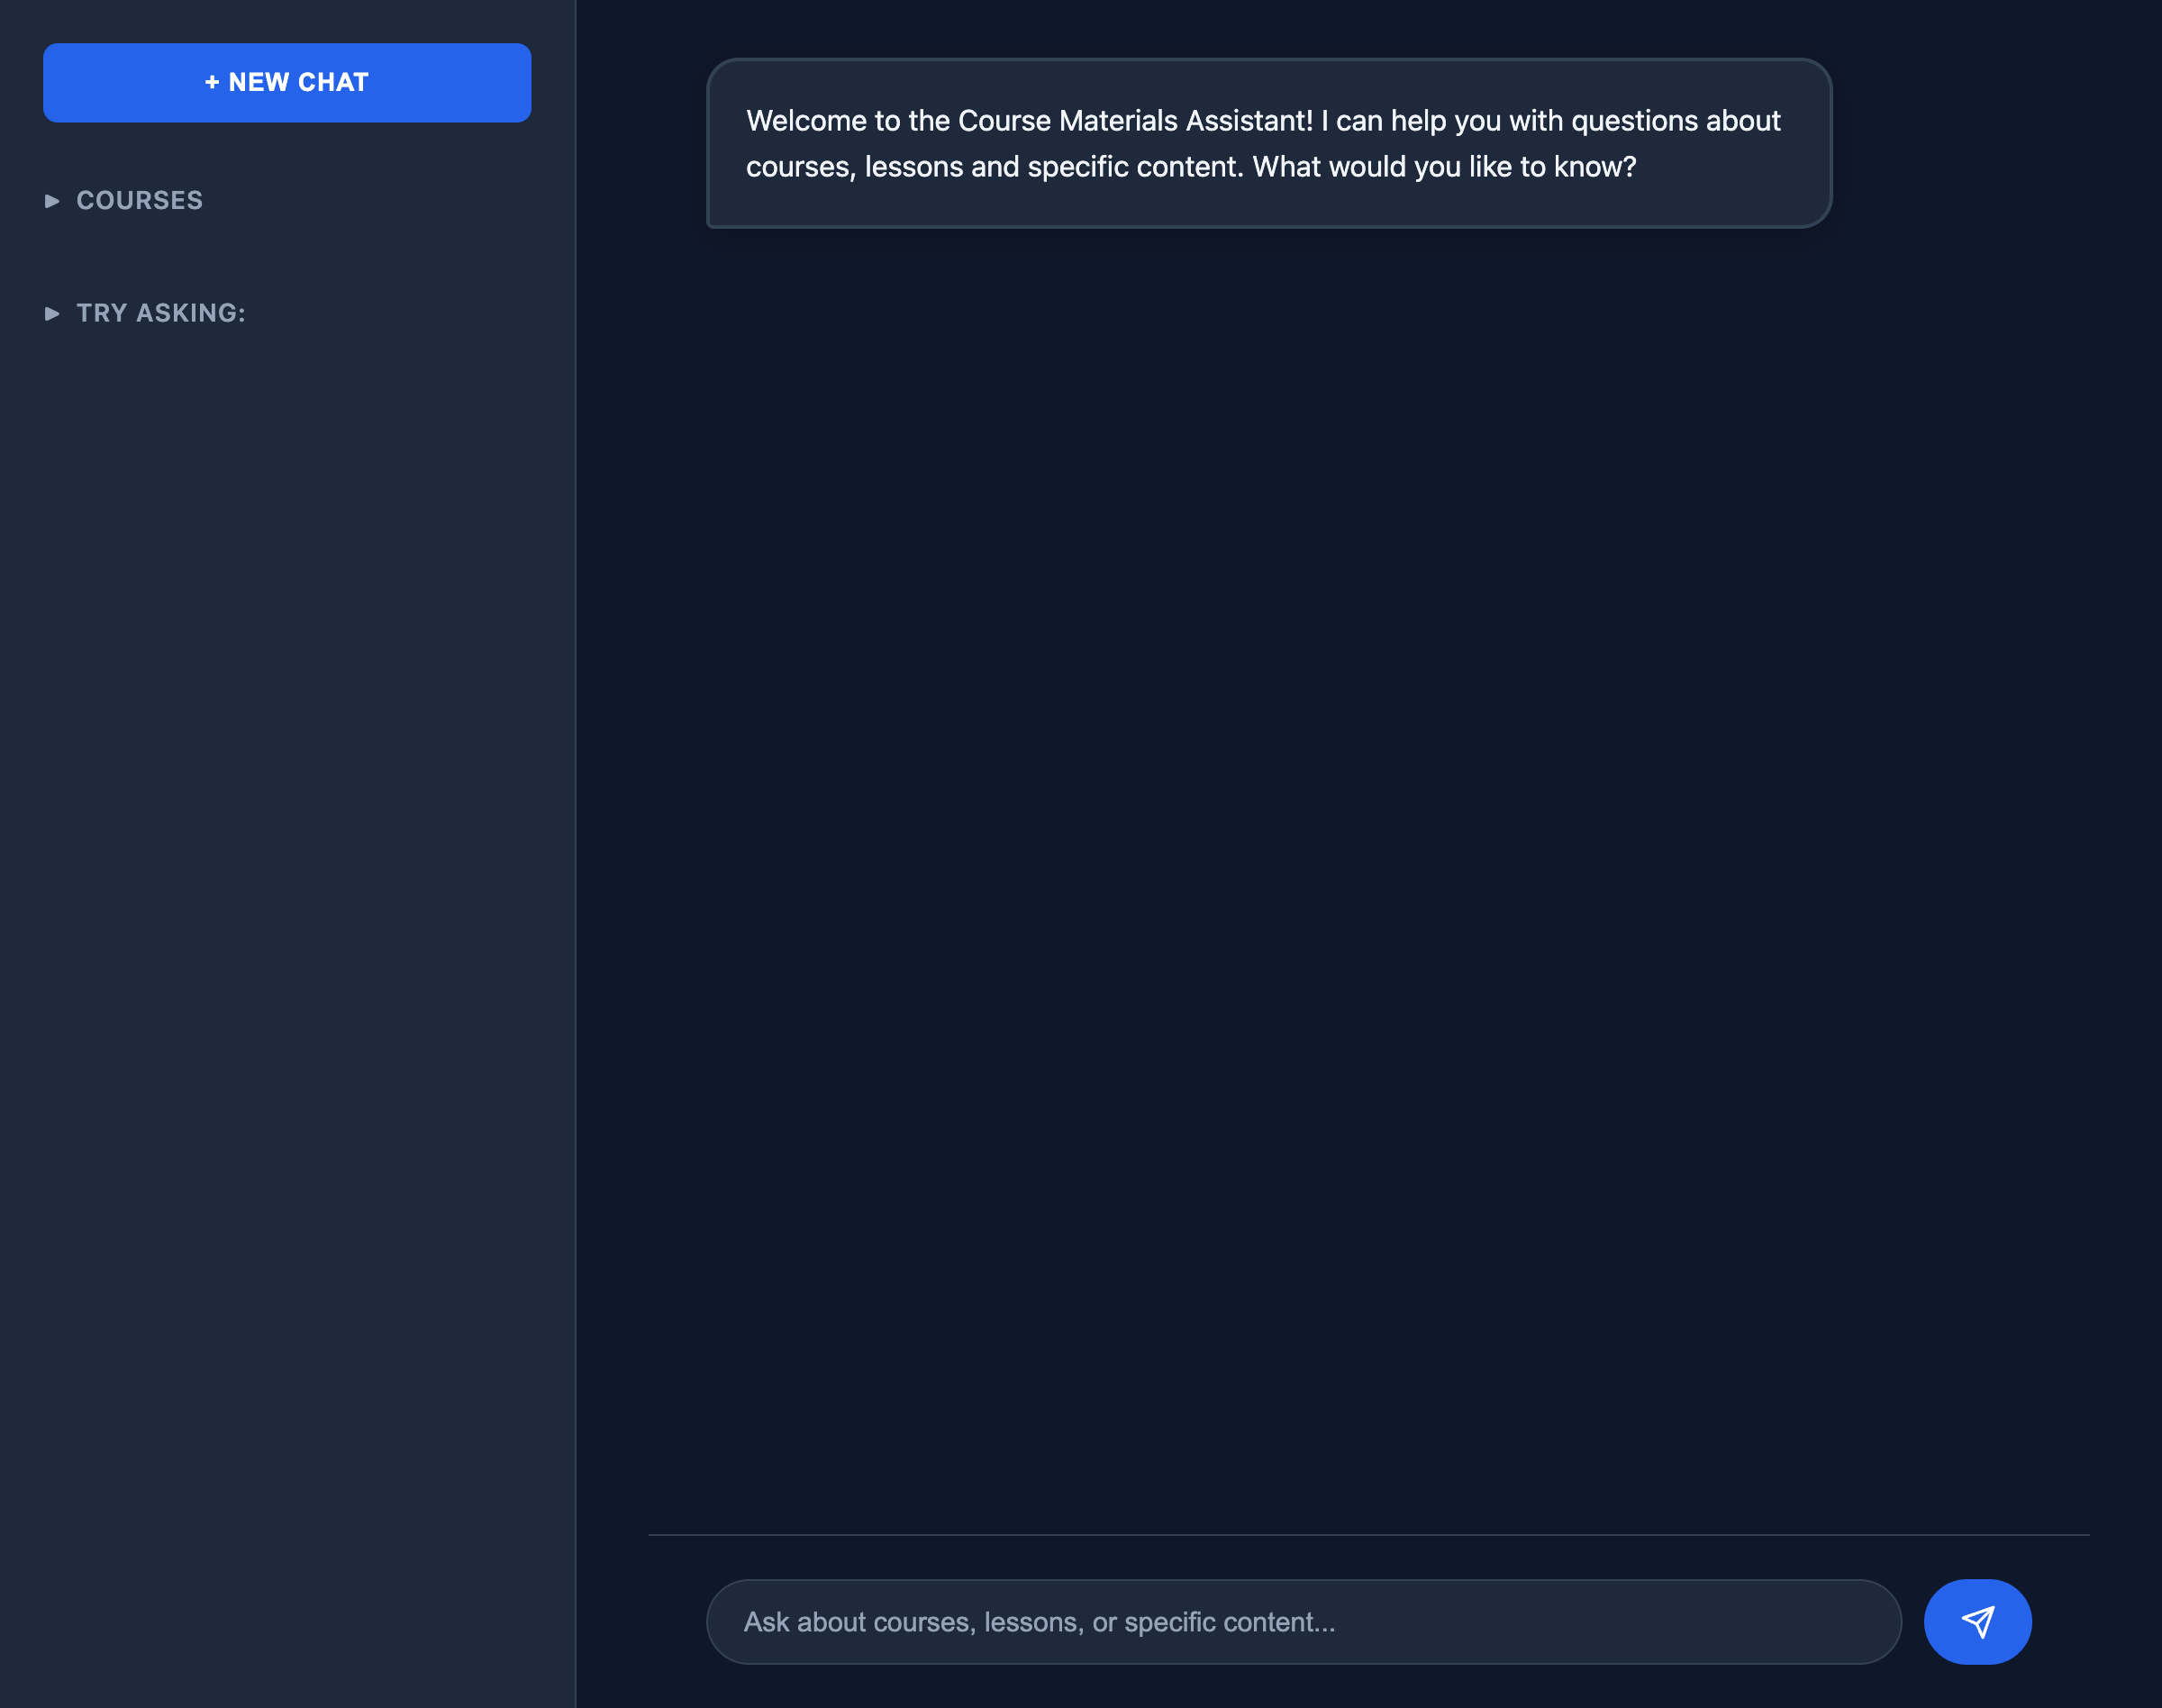 + NEW CHAT
COURSES
TRY ASKING:
Welcome to the Course Materials Assistant! I can help you with questions about
courses, lessons and specific content. What would you like to know?
Ask about courses, lessons, or specific content...